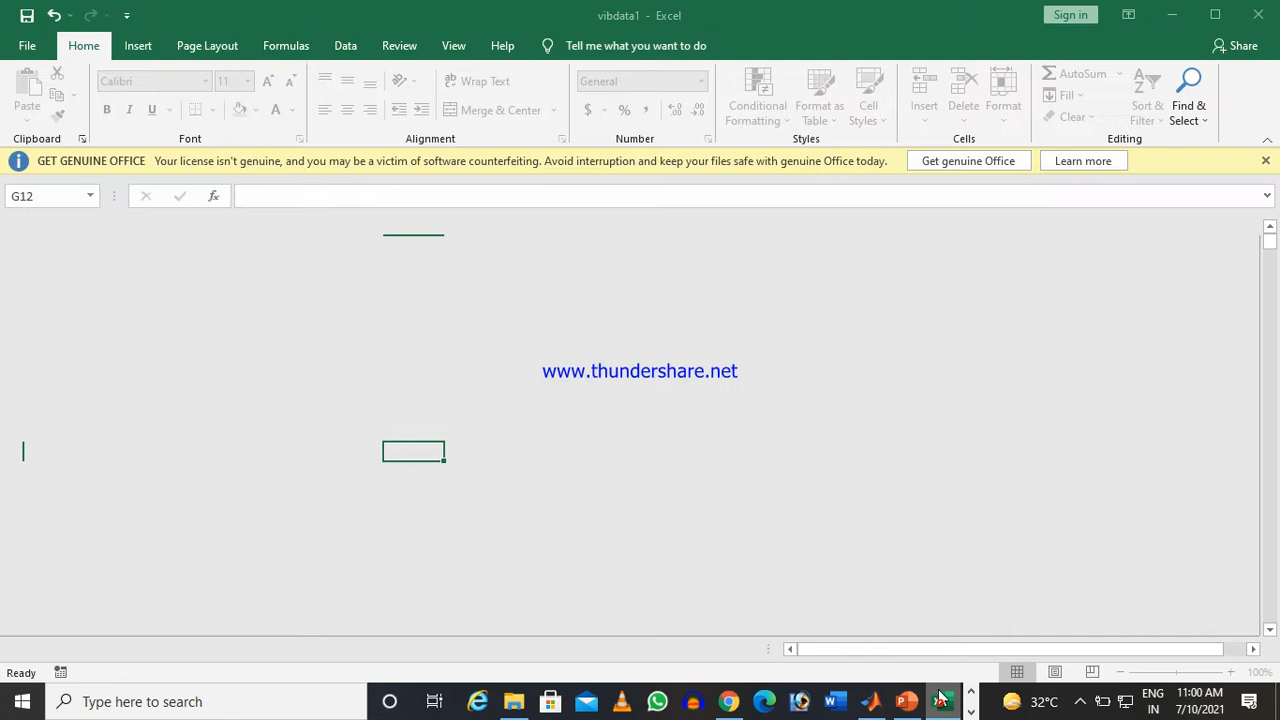 vibdata1 - Excel
Sign in
File Home Insert Page Layout Formulas Data Review View Help Tell me what you want to do Share
Paste
Clipboard
Calibri 11
B I U
Font
Wrap Text
Merge & Center
Alignment
General
$ % ,
Number
Conditional Formatting
Format as Table
Cell Styles
Styles
Insert
Delete
Format
Cells
AutoSum
Fill
Clear
Sort & Filter
Find & Select
Editing
GET GENUINE OFFICE Your license isn't genuine, and you may be a victim of software counterfeiting. Avoid interruption and keep your files safe with genuine Office today. Get genuine Office Learn more
G12 fx
www.thundershare.net
Ready 100%
Type here to search
32°C
ENG
IN
11:00 AM
7/10/2021